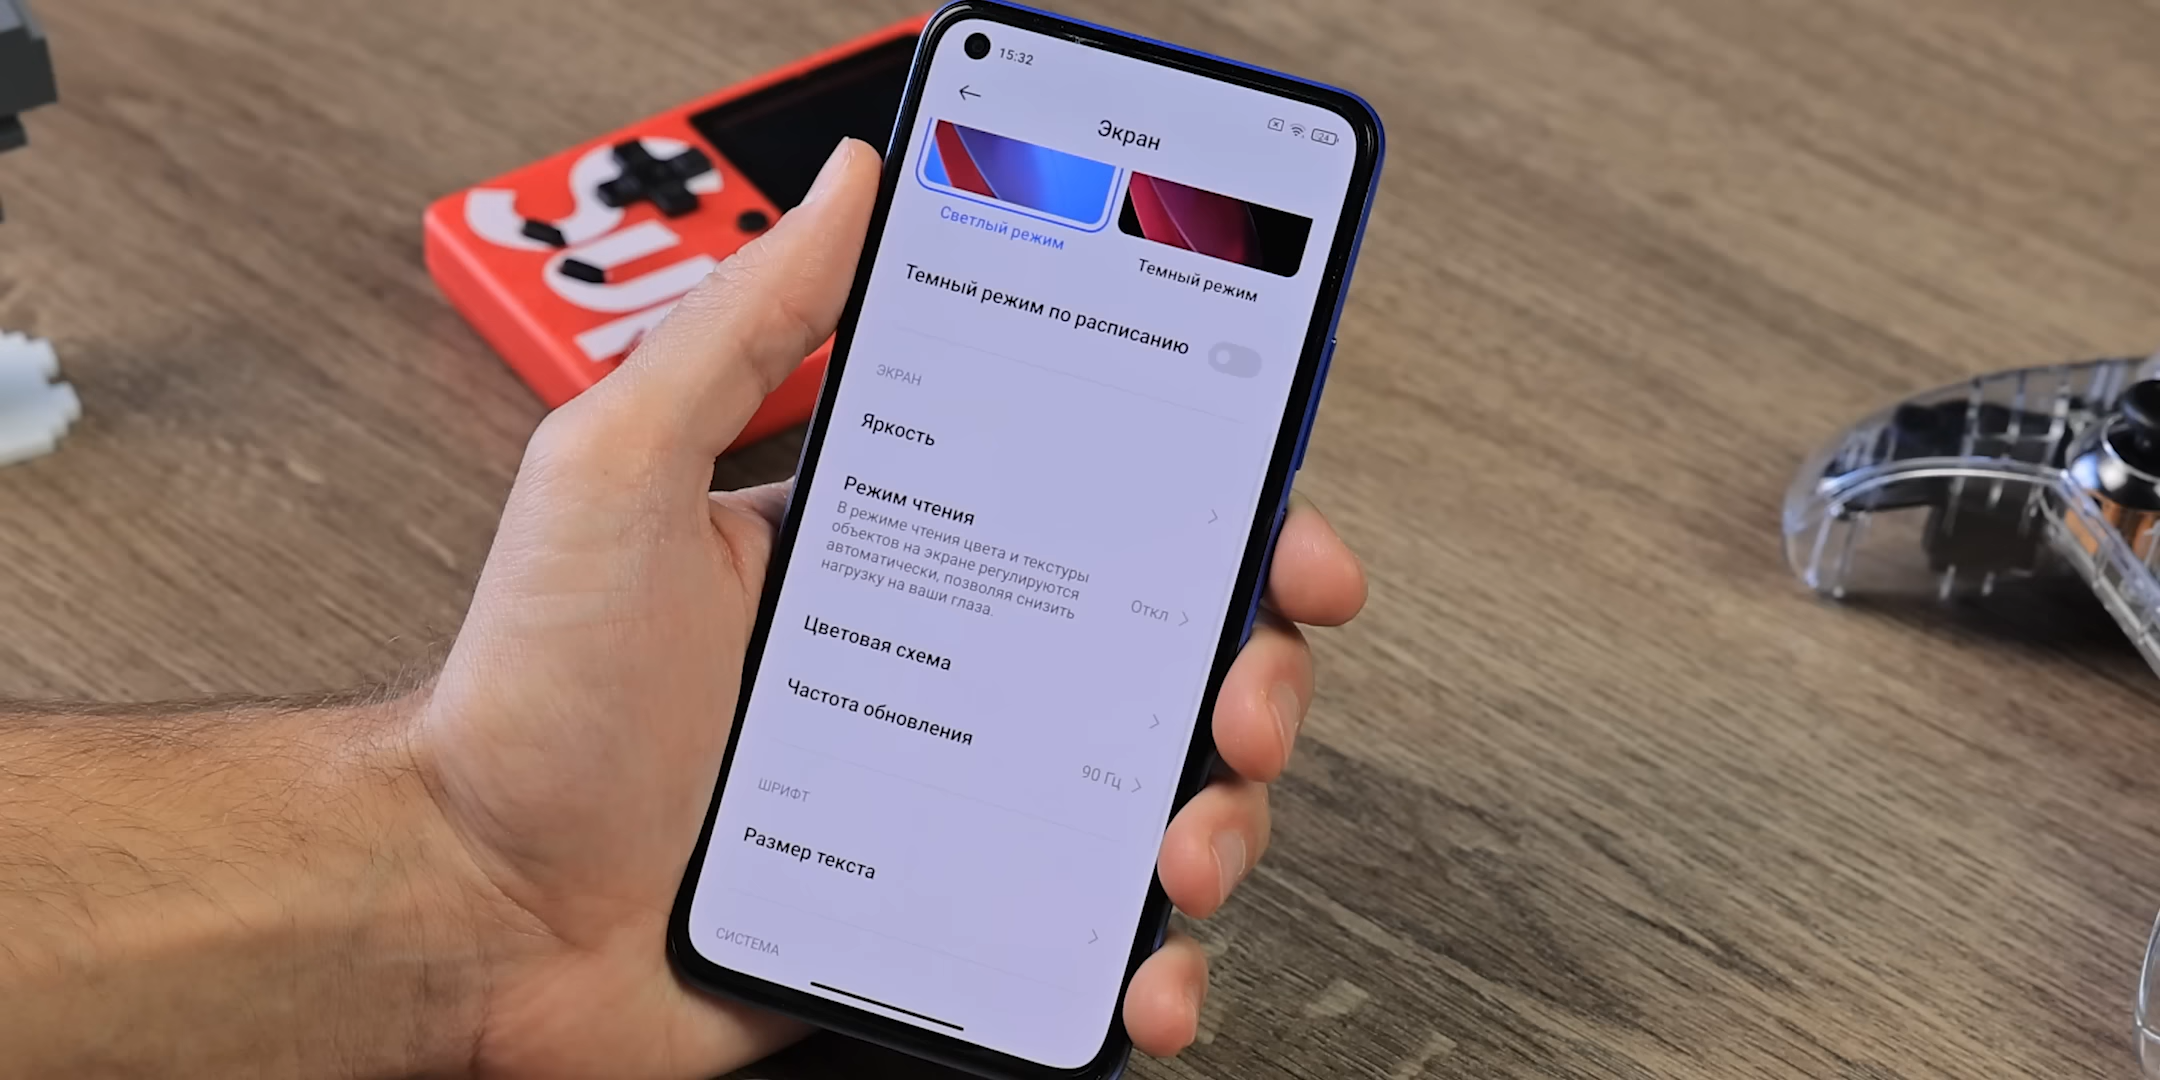 15:32
24
Экран
Светлый режим
Темный режим
Темный режим по расписанию
ЭКРАН
Яркость
Режим чтения
В режиме чтения цвета и текстуры
объектов на экране регулируются
автоматически, позволяя снизить
нагрузку на ваши глаза.
Откл
Цветовая схема
Частота обновления
90 Гц
ШРИФТ
Размер текста
СИСТЕМА
SUP